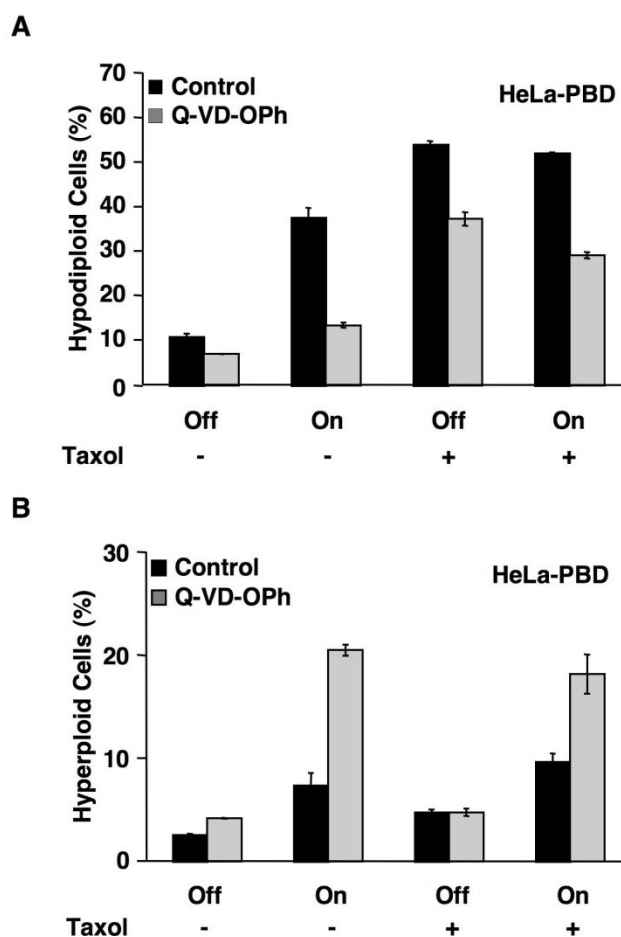 A
70
60
50
40
30
20
10
0
Hypodiploid Cells (%)
Control
Q-VD-OPh
HeLa-PBD
Off On Off On
Taxol - - + +
B
30
20
10
0
Hyperploid Cells (%)
Control
Q-VD-OPh
HeLa-PBD
Off On Off On
Taxol - - + +